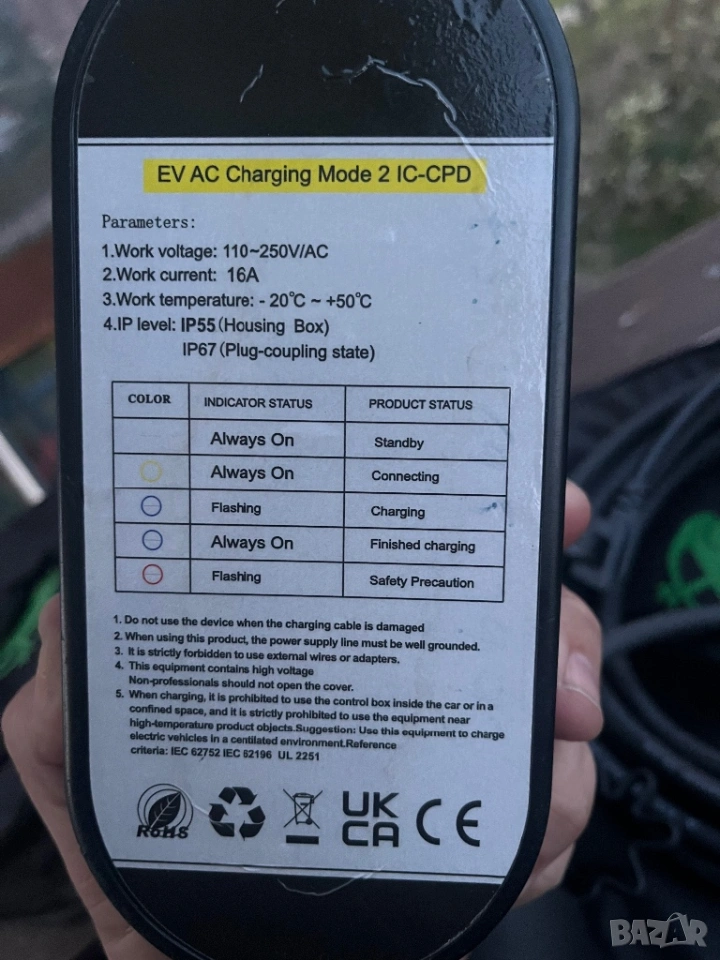 EV AC Charging Mode 2 IC-CPD
Parameters:
1.Work voltage: 110~250V/AC
2.Work current: 16A
3.Work temperature: - 20℃ ~ +50℃
4.IP level: IP55(Housing Box)
IP67(Plug-coupling state)
COLOR INDICATOR STATUS PRODUCT STATUS
Always On Standby
Always On Connecting
Flashing Charging
Always On Finished charging
Flashing Safety Precaution
1. Do not use the device when the charging cable is damaged
2. When using this product, the power supply line must be well grounded.
3. It is strictly forbidden to use external wires or adapters.
4. This equipment contains high voltage
Non-professionals should not open the cover.
5. When charging, it is prohibited to use the control box inside the car or in a
confined space, and it is strictly prohibited to use the equipment near
high-temperature product objects.Suggestion: Use this equipment to charge
electric vehicles in a centilated environment.Reference
criteria: IEC 62752 IEC 62196 UL 2251
RoHS
UK
CA
CE
BAZAR